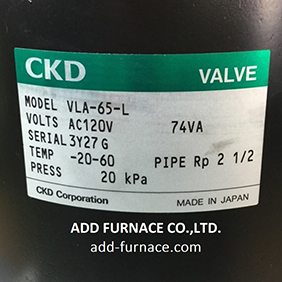 CKD VALVE
MODEL VLA-65-L
VOLTS AC120V 74VA
SERIAL 3Y27G
TEMP -20-60 PIPE Rp 2 1/2
PRESS 20 kPa
CKD Corporation MADE IN JAPAN
ADD FURNACE CO.,LTD.
add-furnace.com